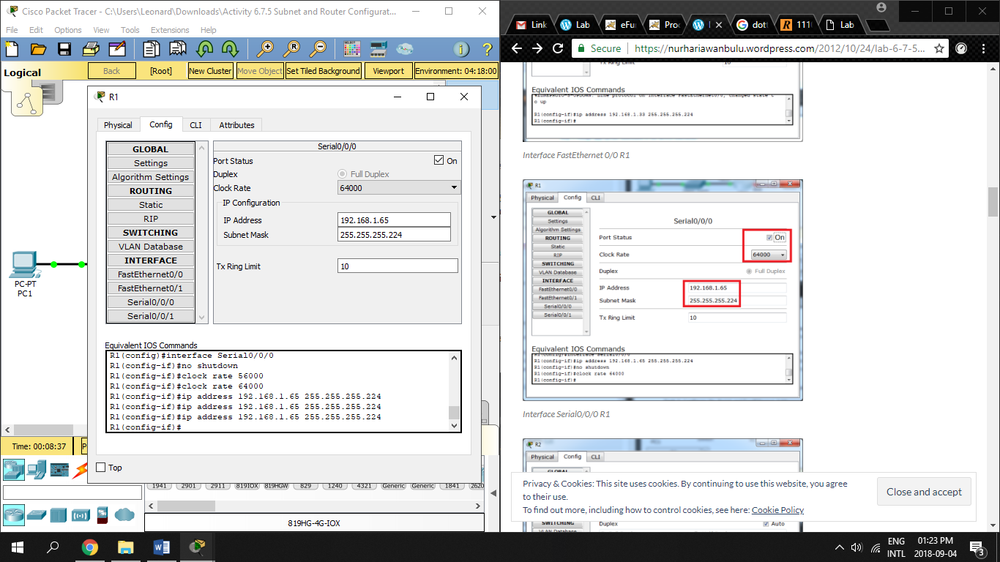 Cisco Packet Tracer - C:\Users\Leonard\Downloads\Activity 6.7.5 Subnet and Router Configurat...
File Edit Options View Tools Extensions Help
Logical
Back [Root] New Cluster Move Object Set Tiled Background Viewport Environment: 04:18:00
R1
Physical Config CLI Attributes
GLOBAL
Settings
Algorithm Settings
ROUTING
Static
RIP
SWITCHING
VLAN Database
INTERFACE
FastEthernet0/0
FastEthernet0/1
Serial0/0/0
Serial0/0/1
Serial0/0/0
Port Status On
Duplex Full Duplex
Clock Rate 64000
IP Configuration
IP Address 192.168.1.65
Subnet Mask 255.255.255.224
Tx Ring Limit 10
Equivalent IOS Commands
R1(config)#interface Serial0/0/0
R1(config-if)#no shutdown
R1(config-if)#clock rate 56000
R1(config-if)#clock rate 64000
R1(config-if)#ip address 192.168.1.65 255.255.255.224
R1(config-if)#ip address 192.168.1.65 255.255.255.224
R1(config-if)#ip address 192.168.1.65 255.255.255.224
R1(config-if)#
Top
PC-PT
PC1
Time: 00:08:37
1941 2901 2911 819IOX 819HGW 829 1240 4321 Generic Generic 1841 2620
819HG-4G-IOX
Link Lab eFu Pro dot 111 Lab
Secure https://nurhariawanbulu.wordpress.com/2012/10/24/lab-6-7-5...
Tx Ring Limit 10
Equivalent IOS Commands
o up
R1(config-if)#ip address 192.168.1.33 255.255.255.224
R1(config-if)#
Interface FastEthernet 0/0 R1
R1
Physical Config CLI
GLOBAL
Settings
Algorithm Settings
ROUTING
Static
RIP
SWITCHING
VLAN Database
INTERFACE
FastEthernet0/0
FastEthernet0/1
Serial0/0/0
Serial0/0/1
Serial0/0/0
Port Status On
Clock Rate 64000
Duplex Full Duplex
IP Address 192.168.1.65
Subnet Mask 255.255.255.224
Tx Ring Limit 10
Equivalent IOS Commands
R1(config-if)#ip address 192.168.1.65 255.255.255.224
R1(config-if)#no shutdown
R1(config-if)#clock rate 64000
R1(config-if)#
Interface Serial0/0/0 R1
R2
Physical Config CLI
Privacy & Cookies: This site uses cookies. By continuing to use this website, you agree
to their use.
To find out more, including how to control cookies, see here: Cookie Policy
Close and accept
SWITCHING
VLAN Database
Duplex Auto
ENG
INTL
01:23 PM
2018-09-04
3